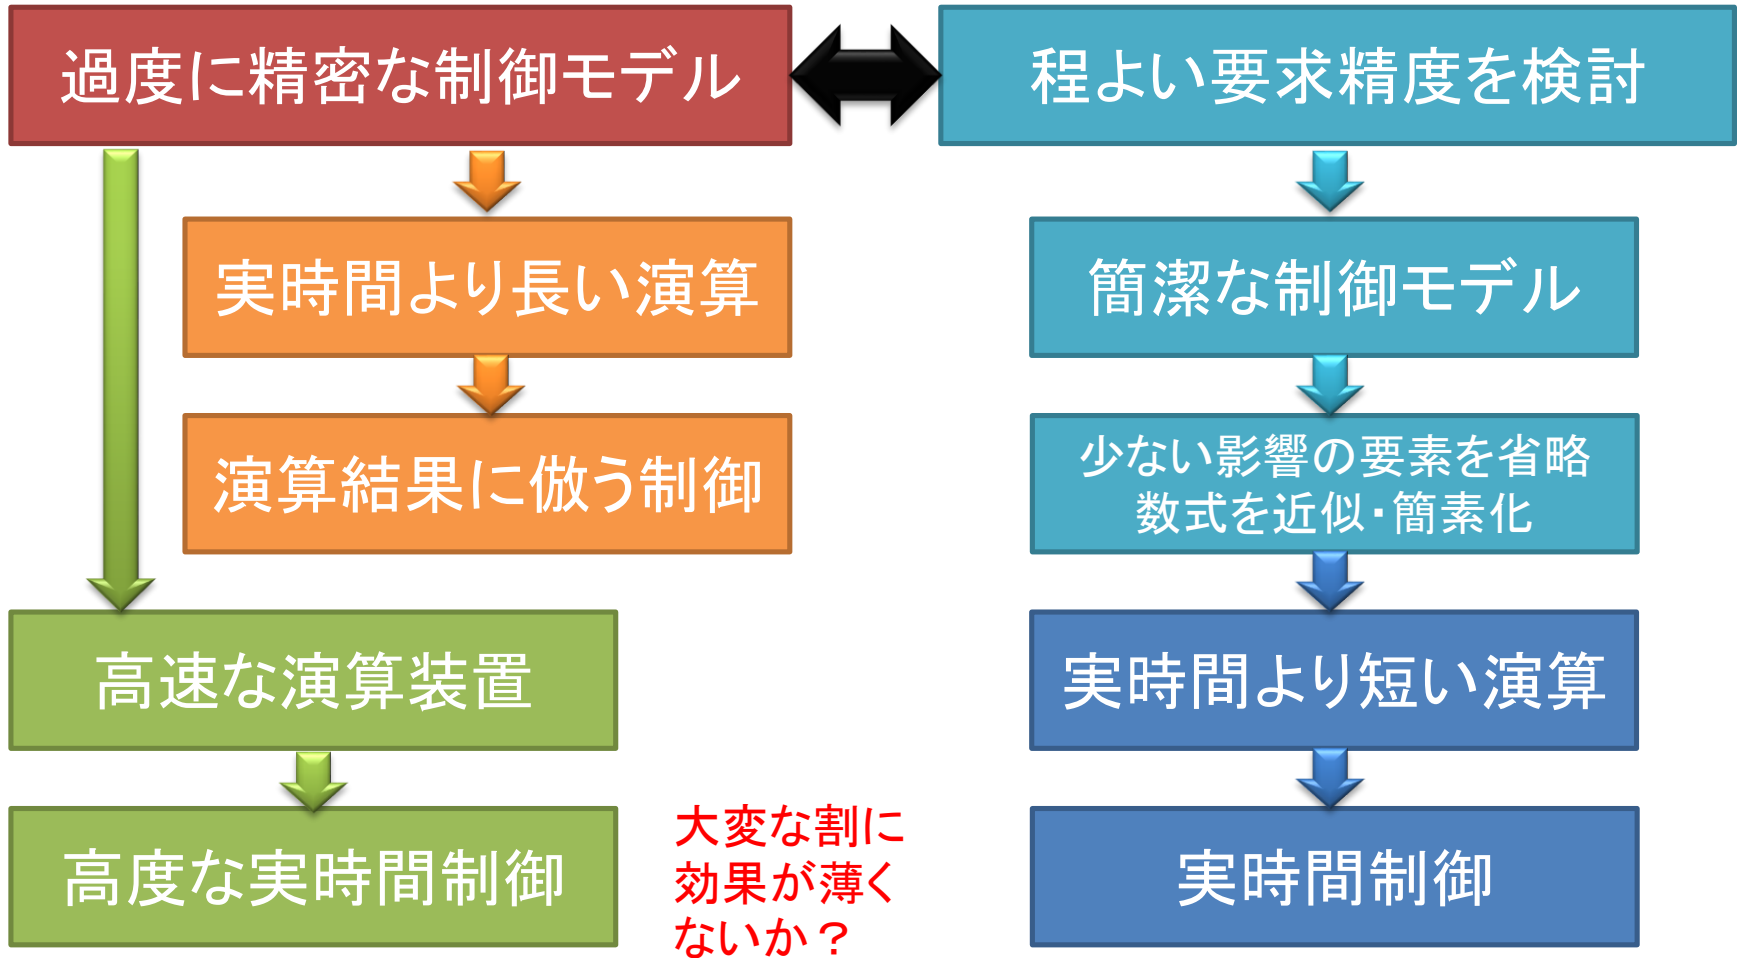 過度に精密な制御モデル
程よい要求精度を検討
実時間より長い演算
簡潔な制御モデル
演算結果に倣う制御
少ない影響の要素を省略
数式を近似・簡素化
高速な演算装置
実時間より短い演算
高度な実時間制御
大変な割に
効果が薄く
ないか？
実時間制御